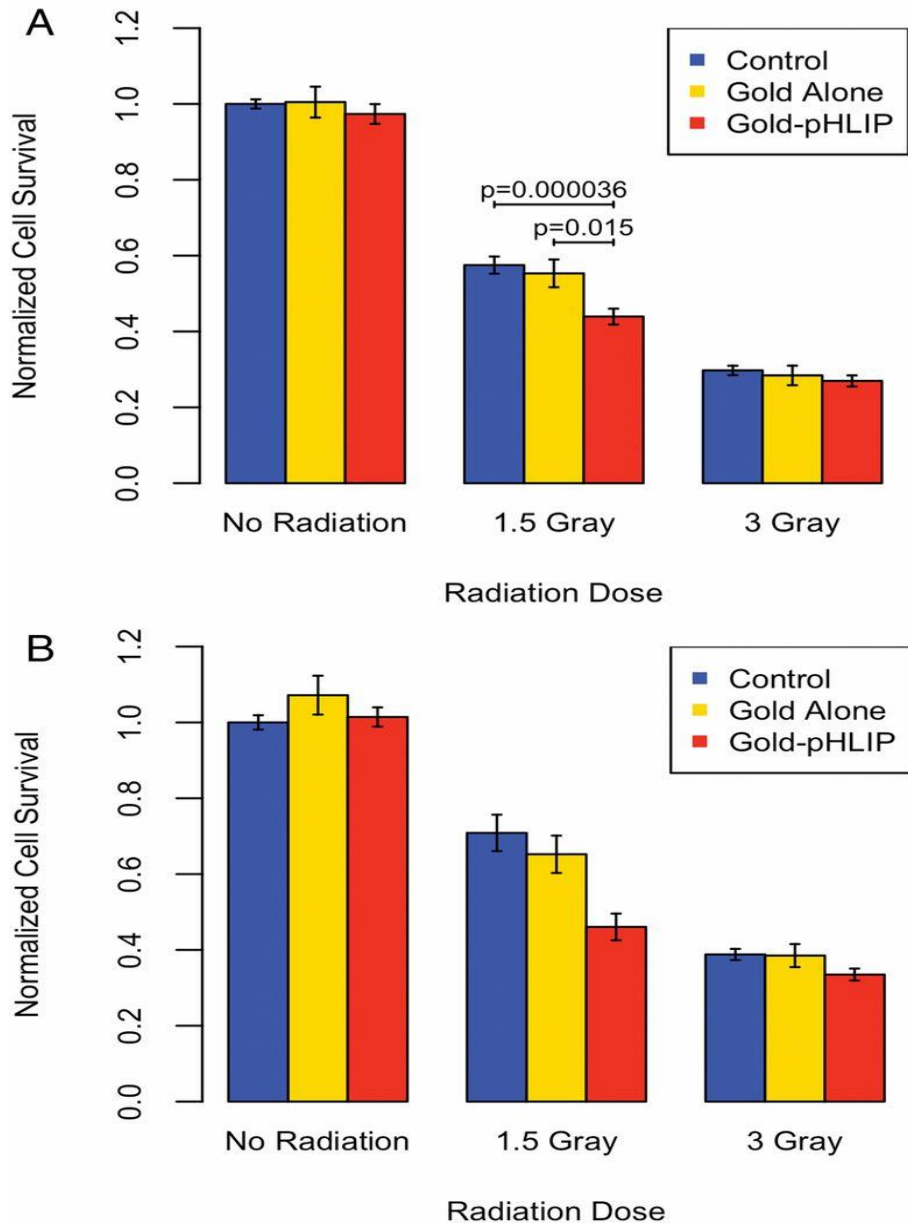 A
Control
Gold Alone
Gold-pHLIP
Normalized Cell Survival
1.2
1.0
0.8
0.6
0.4
0.2
0.0
p=0.000036
p=0.015
No Radiation 1.5 Gray 3 Gray
Radiation Dose
B
Control
Gold Alone
Gold-pHLIP
Normalized Cell Survival
1.2
1.0
0.8
0.6
0.4
0.2
0.0
No Radiation 1.5 Gray 3 Gray
Radiation Dose